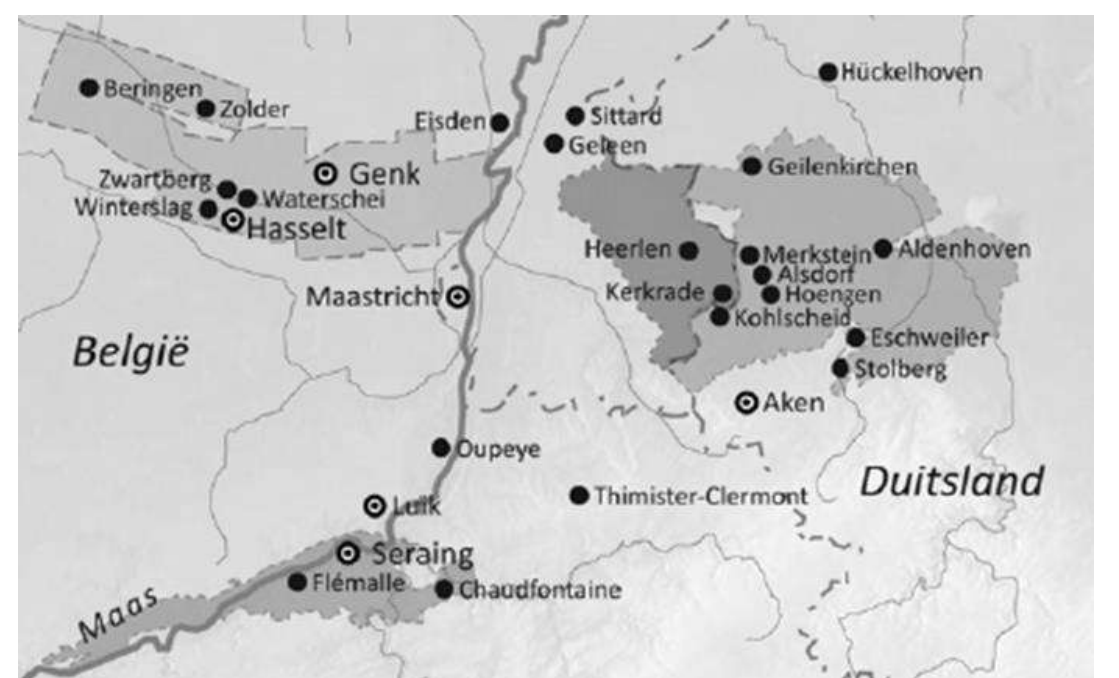 Hückelhoven
Beringen
Zolder
Eisden
Sittard
Geleen
Genk
Geilenkirchen
Zwartberg
Waterschei
Winterslag
Hasselt
Heerlen
Merkstein
Aldenhoven
Alsdorf
Maastricht
Kerkrade
Hoengen
Kohlscheid
België
Eschweiler
Stolberg
Aken
Oupeye
Duitsland
Thimister-Clermont
Luik
Seraing
Flémalle
Chaudfontaine
Maas